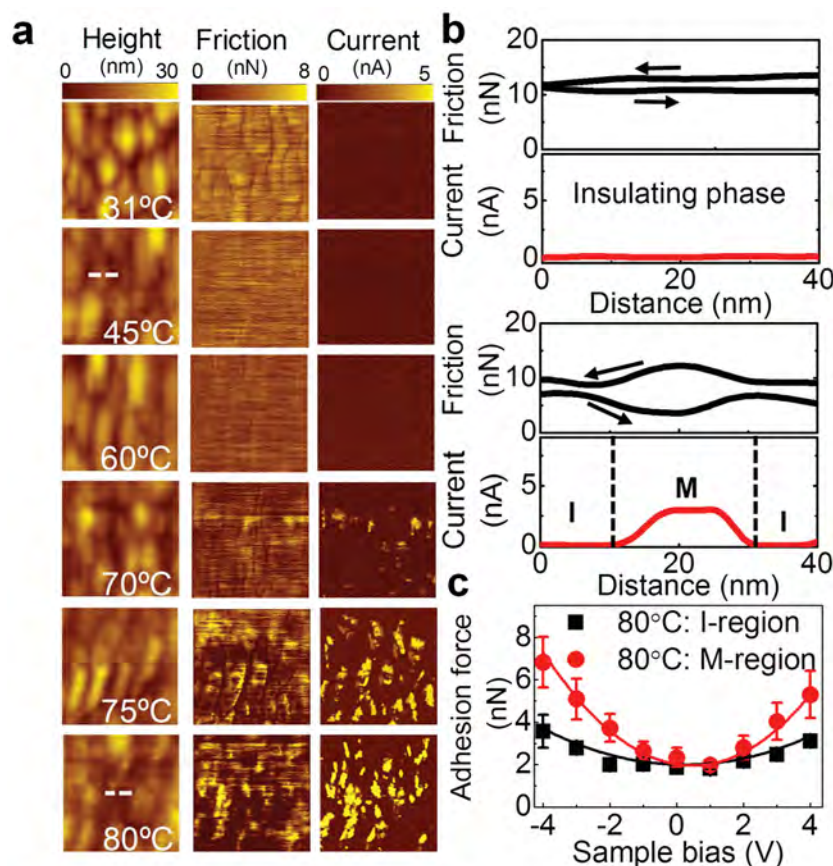 a
Height Friction Current
(nm) (nN) (nA)
0 30 0 8 0 5
31ºC
45ºC
60ºC
70ºC
75ºC
80ºC
b
Friction
(nN)
20
10
0
Current
(nA)
5
0
Insulating phase
0 20 40
Distance (nm)
Friction
(nN)
20
10
0
Current
(nA)
5
0
I M I
0 20 40
Distance (nm)
c
Adhesion force
(nN)
8
6
4
2
0
80°C: I-region
80°C: M-region
-4 -2 0 2 4
Sample bias (V)